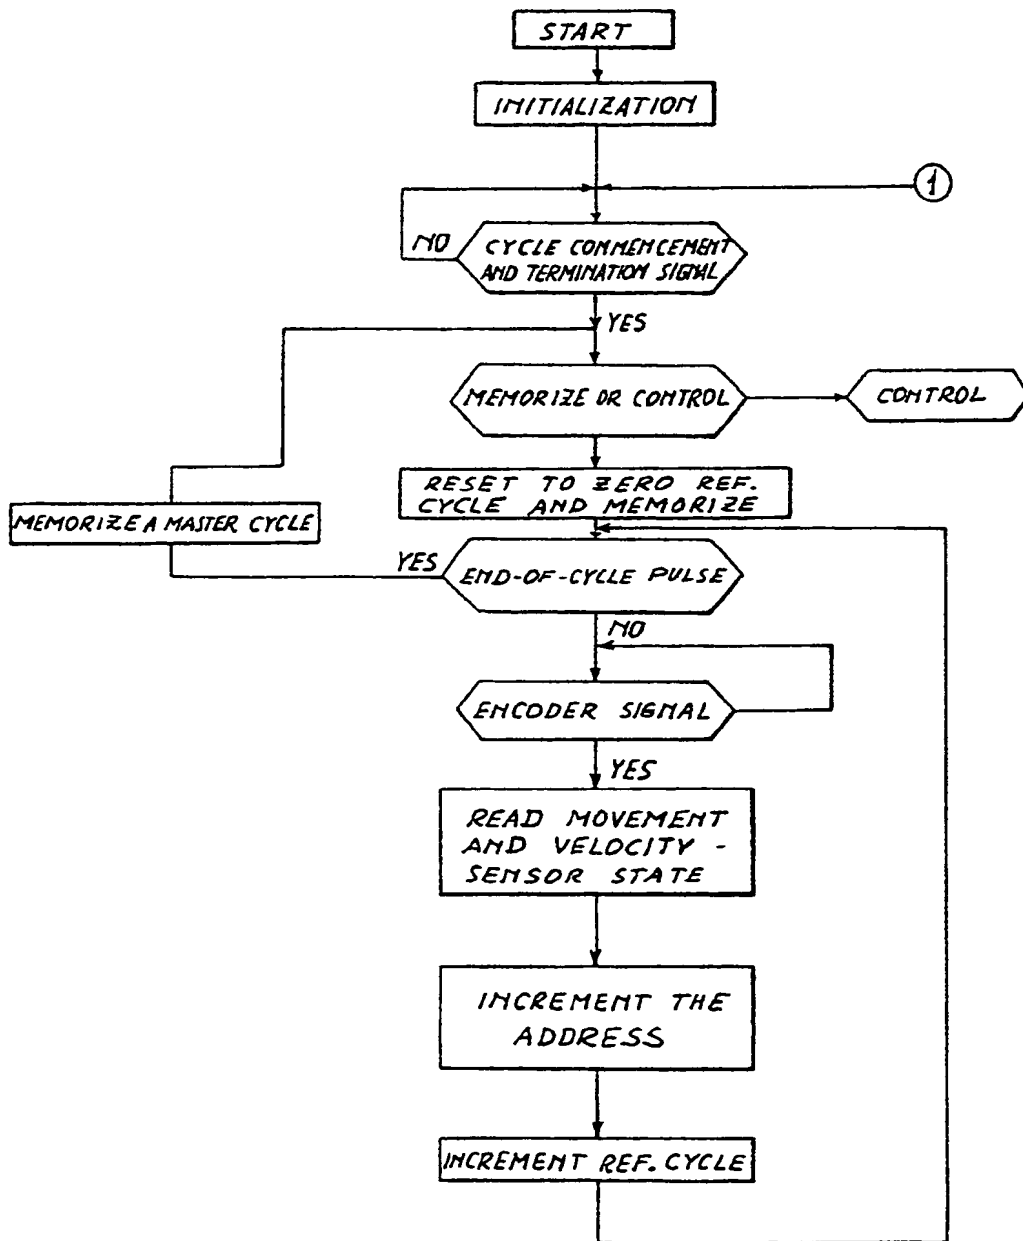 START
INITIALIZATION
1
NO
CYCLE COMMENCEMENT
AND TERMINATION SIGNAL
YES
MEMORIZE OR CONTROL
CONTROL
RESET TO ZERO REF.
CYCLE AND MEMORIZE
MEMORIZE A MASTER CYCLE
YES
END-OF-CYCLE PULSE
NO
ENCODER SIGNAL
YES
READ MOVEMENT
AND VELOCITY -
SENSOR STATE
INCREMENT THE
ADDRESS
INCREMENT REF. CYCLE